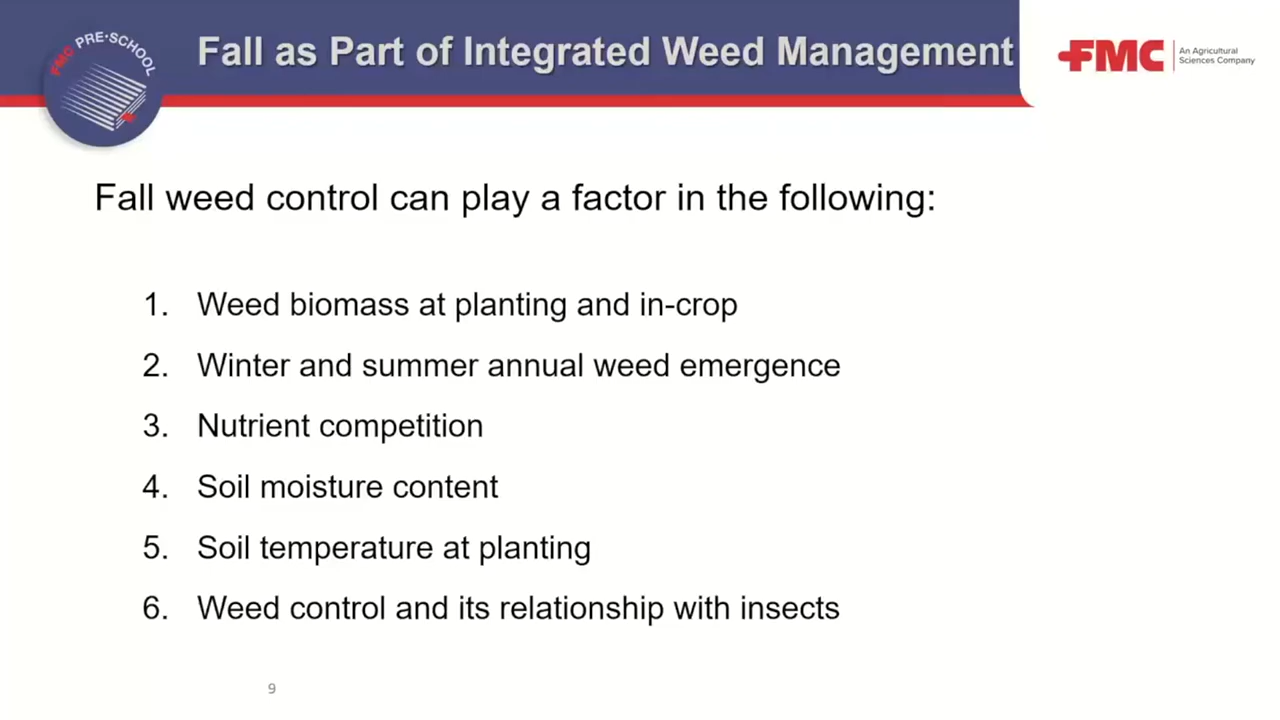 FMC PRE·SCHOOL
Fall as Part of Integrated Weed Management
FMC
An Agricultural
Sciences Company
Fall weed control can play a factor in the following:
1. Weed biomass at planting and in-crop
2. Winter and summer annual weed emergence
3. Nutrient competition
4. Soil moisture content
5. Soil temperature at planting
6. Weed control and its relationship with insects
9